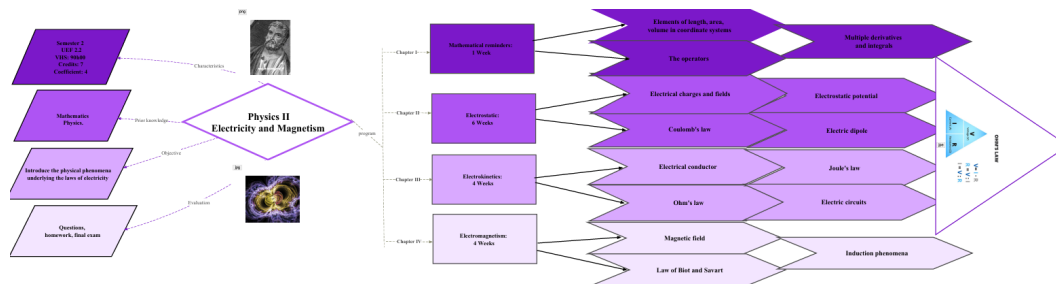 Semester 2
UEF 2.2
Credits: 7
Coefficient: 4
Characteristics
Mathematics
Physics,
Prior knowledge
Objective
Introduce the physical phenomena
underlying the laws of electricity
Evaluation
Questions,
homework, final exam
Physics II
Electricity and Magnetism
program
Chapter I
Mathematical reminders:
1 Week
Elements of length, area,
volume in coordinate systems
Multiple derivatives
and integrals
The operators
Chapter II
Electrostatic:
6 Weeks
Electrical charges and fields
Electrostatic potential
Coulomb's law
Electric dipole
Chapter III
Electrokinetics:
4 Weeks
Electrical conductor
Joule's law
Ohm's law
Electric circuits
Chapter IV
Electromagnetism:
4 Weeks
Magnetic field
Induction phenomena
Law of Biot and Savart
V
I
R
OHM'S LAW